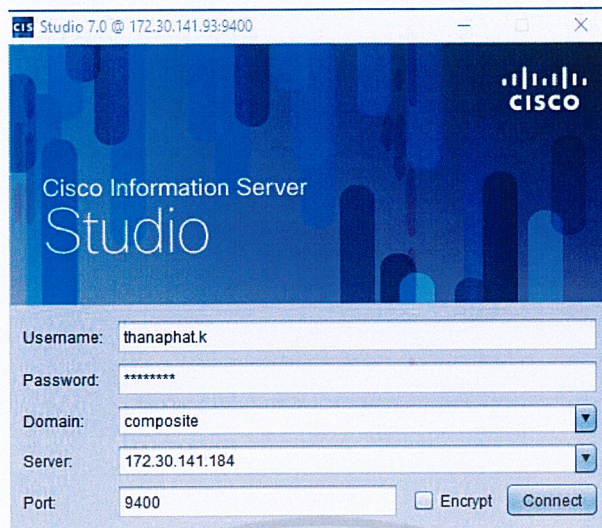 CIS Studio 7.0 @ 172.30.141.93:9400
CISCO
Cisco Information Server
Studio
Username: thanaphat.k
Password: ********
Domain: composite
Server: 172.30.141.184
Port: 9400 Encrypt Connect